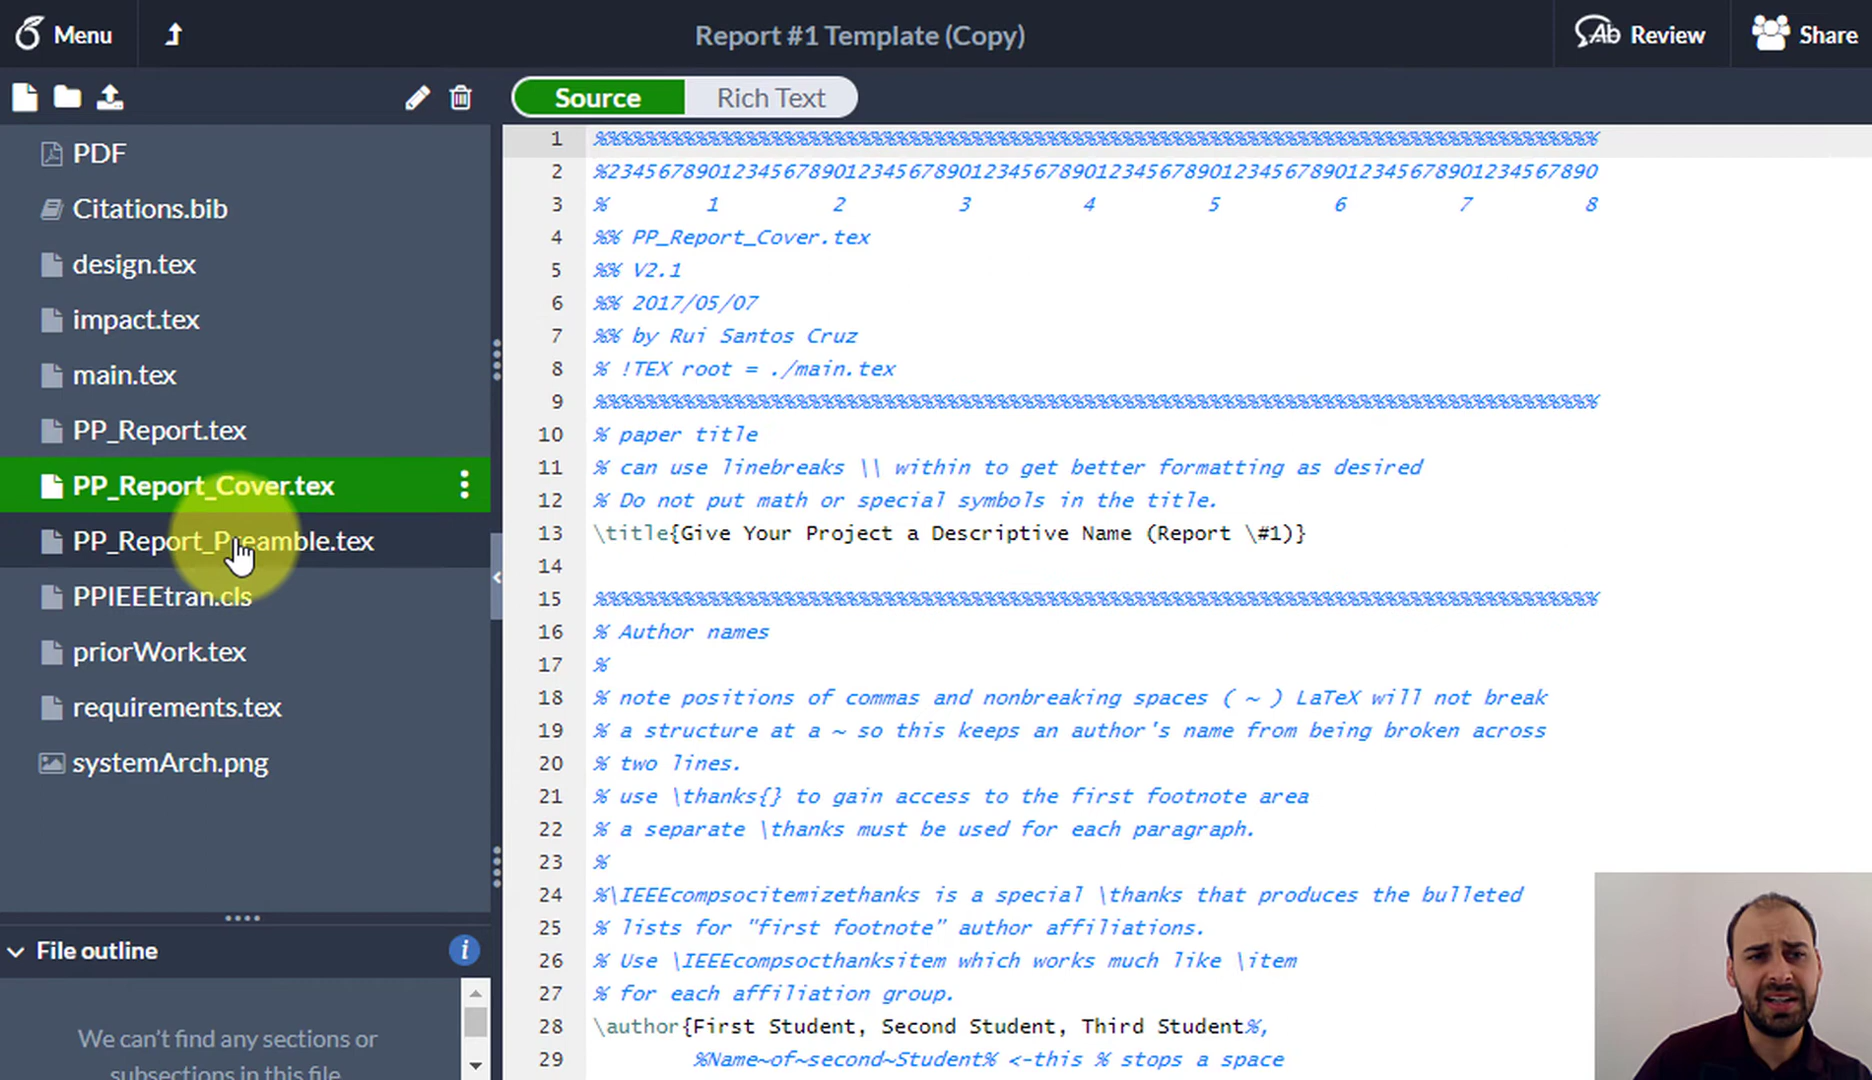 Menu
Report #1 Template (Copy)
Review
Share
Source
Rich Text
PDF
Citations.bib
design.tex
impact.tex
main.tex
PP_Report.tex
PP_Report_Cover.tex
PP_Report_Preamble.tex
PPIEEEtran.cls
priorWork.tex
requirements.tex
systemArch.png
File outline
We can't find any sections or
subsections in this file.
1 %%%%%%%%%%%%%%%%%%%%%%%%%%%%%%%%%%%%%%%%%%%%%%%%%%%%%%%%%%%%%%%%%%%%%%%%%%%%%%%%
2 %2345678901234567890123456789012345678901234567890123456789012345678901234567890
3 %        1         2         3         4         5         6         7         8
4 %% PP_Report_Cover.tex
5 %% V2.1
6 %% 2017/05/07
7 %% by Rui Santos Cruz
8 % !TEX root = ./main.tex
9 %%%%%%%%%%%%%%%%%%%%%%%%%%%%%%%%%%%%%%%%%%%%%%%%%%%%%%%%%%%%%%%%%%%%%%%%%%%%%%%%
10 % paper title
11 % can use linebreaks \\ within to get better formatting as desired
12 % Do not put math or special symbols in the title.
13 \title{Give Your Project a Descriptive Name (Report \#1)}
14
15 %%%%%%%%%%%%%%%%%%%%%%%%%%%%%%%%%%%%%%%%%%%%%%%%%%%%%%%%%%%%%%%%%%%%%%%%%%%%%%%%
16 % Author names
17 %
18 % note positions of commas and nonbreaking spaces ( ~ ) LaTeX will not break
19 % a structure at a ~ so this keeps an author's name from being broken across
20 % two lines.
21 % use \thanks{} to gain access to the first footnote area
22 % a separate \thanks must be used for each paragraph.
23 %
24 %\IEEEcompsocitemizethanks is a special \thanks that produces the bulleted
25 % lists for "first footnote" author affiliations.
26 % Use \IEEEcompsocthanksitem which works much like \item
27 % for each affiliation group.
28 \author{First Student, Second Student, Third Student%,
29 %Name~of~second~Student% <-this % stops a space